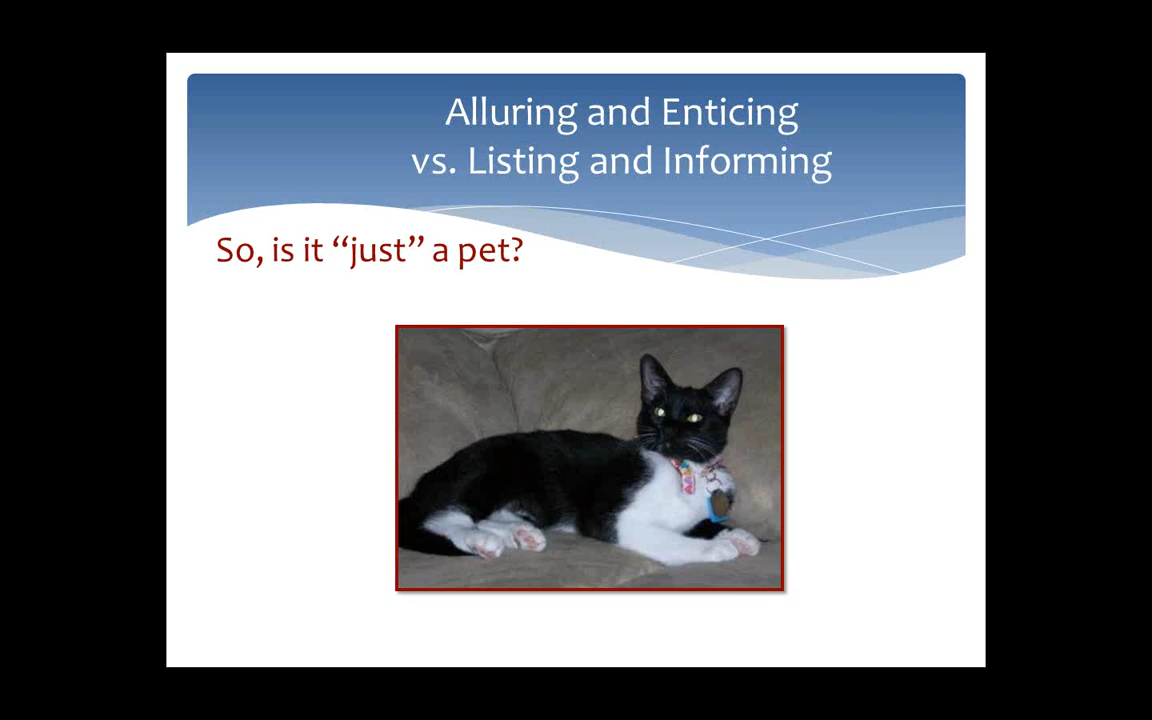 Alluring and Enticing
vs. Listing and Informing
So, is it “just” a pet?